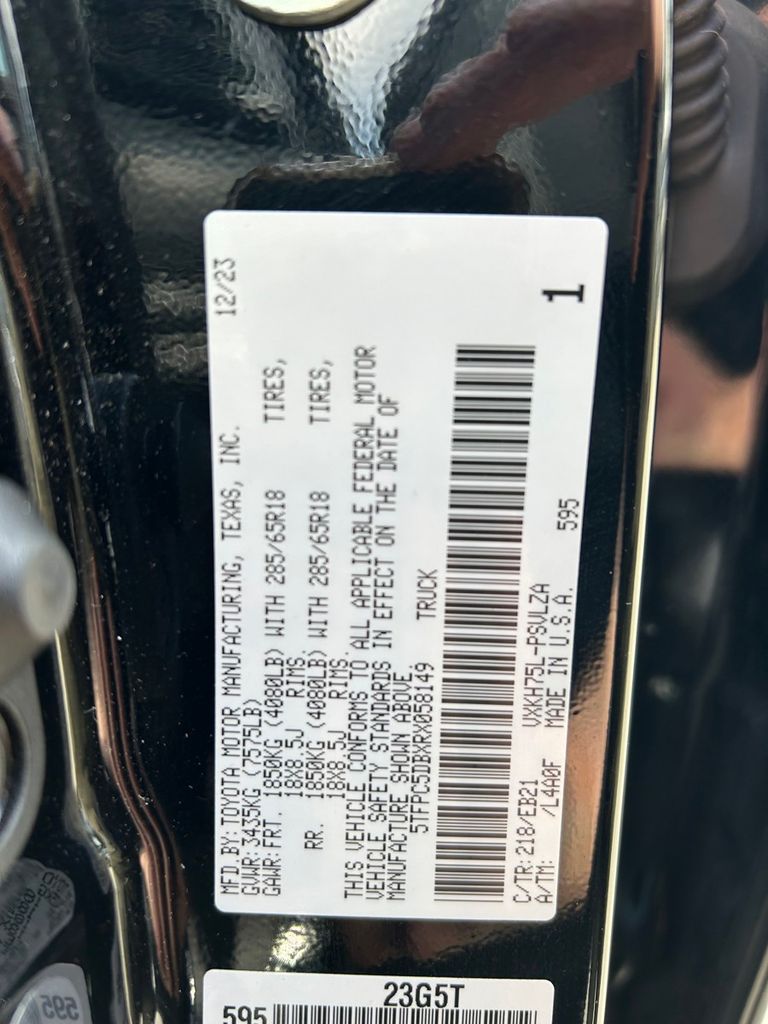 MFD.BY:TOYOTA MOTOR MANUFACTURING, TEXAS, INC. 12/23
GVWR:3435KG (7575LB)
GAWR:FRT. 1850KG (4080LB) WITH 285/65R18 TIRES,
18X8.5J RIMS.
RR. 1850KG (4080LB) WITH 285/65R18 TIRES,
18X8.5J RIMS.
THIS VEHICLE CONFORMS TO ALL APPLICABLE FEDERAL MOTOR
VEHICLE SAFETY STANDARDS IN EFFECT ON THE DATE OF
MANUFACTURE SHOWN ABOVE.
5TFPC5DBXRX058149 TRUCK
C/TR:218/EB21 VXKH75L-PSVLZA
A/TM: /L4A0F MADE IN U.S.A. 595
1
23G5T
595
595